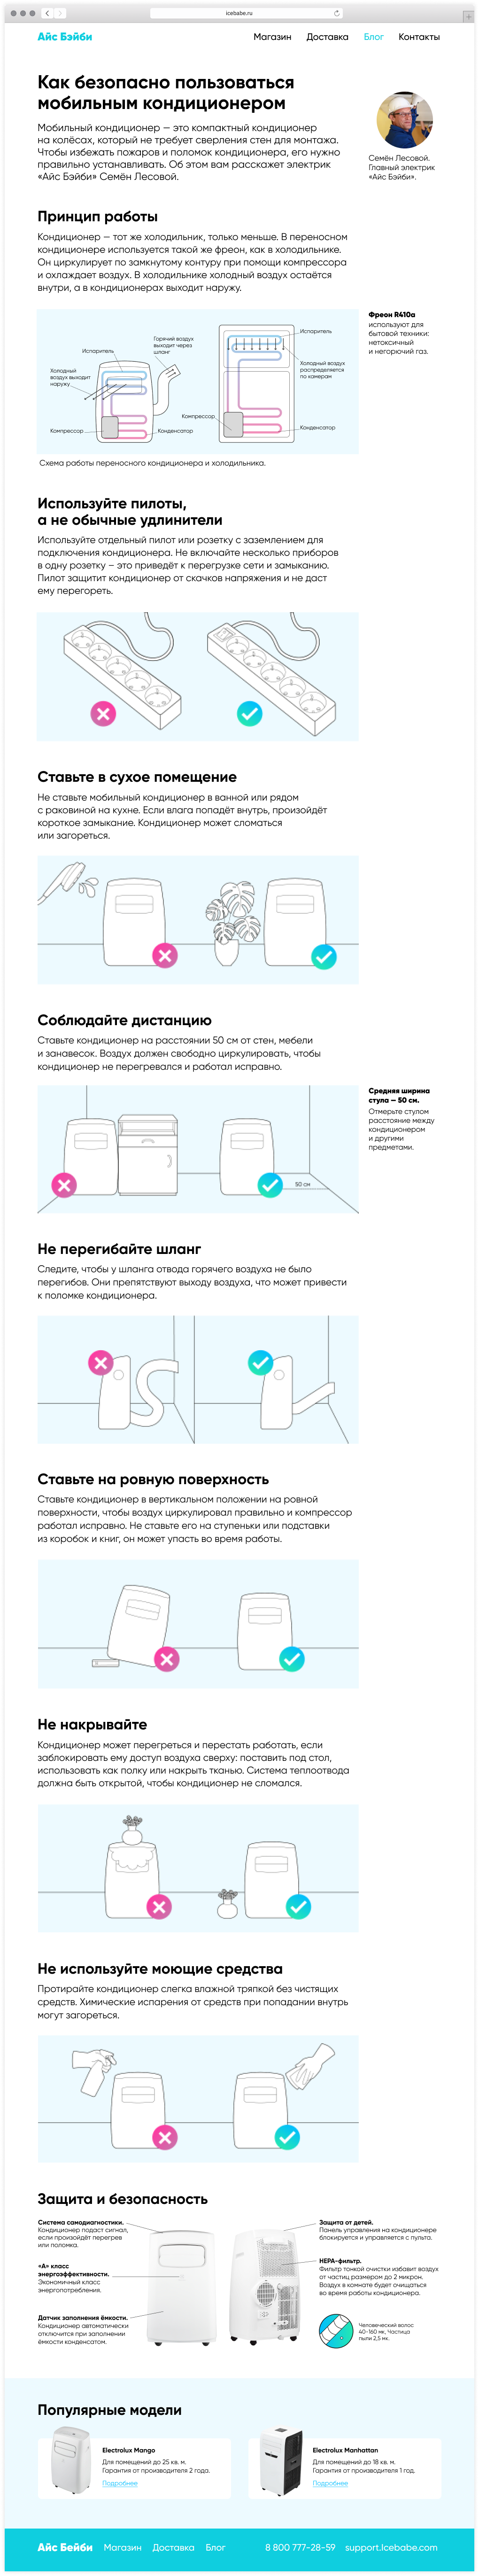 icebabe.ru
Айс Бэйби
Магазин Доставка Блог Контакты
Как безопасно пользоваться
мобильным кондиционером
Мобильный кондиционер — это компактный кондиционер
на колёсах, который не требует сверления стен для монтажа.
Чтобы избежать пожаров и поломок кондиционера, его нужно
правильно устанавливать. Об этом вам расскажет электрик
«Айс Бэйби» Семён Лесовой.
Семён Лесовой.
Главный электрик
«Айс Бэйби».
Принцип работы
Кондиционер — тот же холодильник, только меньше. В переносном
кондиционере используется такой же фреон, как в холодильнике.
Он циркулирует по замкнутому контуру при помощи компрессора
и охлаждает воздух. В холодильнике холодный воздух остаётся
внутри, а в кондиционерах выходит наружу.
Испаритель
Горячий воздух
выходит через
шланг
Холодный
воздух выходит
наружу
Компрессор
Конденсатор
Испаритель
Холодный воздух
распределяется
по камерам
Компрессор
Конденсатор
Фреон R410a
используют для
бытовой техники:
нетоксичный
и негорючий газ.
Схема работы переносного кондиционера и холодильника.
Используйте пилоты,
а не обычные удлинители
Используйте отдельный пилот или розетку с заземлением для
подключения кондиционера. Не включайте несколько приборов
в одну розетку – это приведёт к перегрузке сети и замыканию.
Пилот защитит кондиционер от скачков напряжения и не даст
ему перегореть.
Ставьте в сухое помещение
Не ставьте мобильный кондиционер в ванной или рядом
с раковиной на кухне. Если влага попадёт внутрь, произойдёт
короткое замыкание. Кондиционер может сломаться
или загореться.
Соблюдайте дистанцию
Ставьте кондиционер на расстоянии 50 см от стен, мебели
и занавесок. Воздух должен свободно циркулировать, чтобы
кондиционер не перегревался и работал исправно.
50 см
Средняя ширина
стула — 50 см.
Отмерьте стулом
расстояние между
кондиционером
и другими
предметами.
Не перегибайте шланг
Следите, чтобы у шланга отвода горячего воздуха не было
перегибов. Они препятствуют выходу воздуха, что может привести
к поломке кондиционера.
Ставьте на ровную поверхность
Ставьте кондиционер в вертикальном положении на ровной
поверхности, чтобы воздух циркулировал правильно и компрессор
работал исправно. Не ставьте его на ступеньки или подставки
из коробок и книг, он может упасть во время работы.
Не накрывайте
Кондиционер может перегреться и перестать работать, если
заблокировать ему доступ воздуха сверху: поставить под стол,
использовать как полку или накрыть тканью. Система теплоотвода
должна быть открытой, чтобы кондиционер не сломался.
Не используйте моющие средства
Протирайте кондиционер слегка влажной тряпкой без чистящих
средств. Химические испарения от средств при попадании внутрь
могут загореться.
Защита и безопасность
Система самодиагностики.
Кондиционер подаст сигнал,
если произойдёт перегрев
или поломка.
«А» класс
энергоэффективности.
Экономичный класс
энергопотребления.
Датчик заполнения ёмкости.
Кондиционер автоматически
отключится при заполнении
ёмкости конденсатом.
Защита от детей.
Панель управления на кондиционере
блокируется и управляется с пульта.
HEPA-фильтр.
Фильтр тонкой очистки избавит воздух
от частиц размером до 2 микрон.
Воздух в комнате будет очищаться
во время работы кондиционера.
Человеческий волос
40-160 мк, Частица
пыли 2,5 мк.
Популярные модели
Electrolux Mango
Для помещений до 25 кв. м.
Гарантия от производителя 2 года.
Подробнее
Electrolux Manhattan
Для помещений до 18 кв. м.
Гарантия от производителя 1 год.
Подробнее
Айс Бейби Магазин Доставка Блог 8 800 777-28-59 support.Icebabe.com